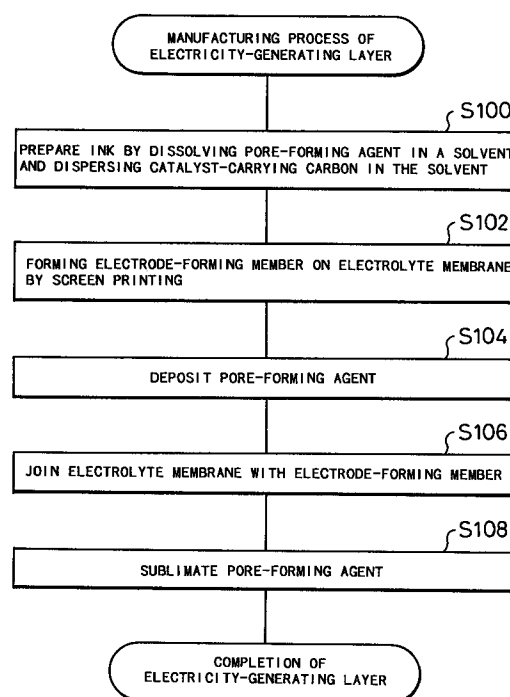 MANUFACTURING PROCESS OF
ELECTRICITY-GENERATING LAYER
S100
PREPARE INK BY DISSOLVING PORE-FORMING AGENT IN A SOLVENT
AND DISPERSING CATALYST-CARRYING CARBON IN THE SOLVENT
S102
FORMING ELECTRODE-FORMING MEMBER ON ELECTROLYTE MEMBRANE
BY SCREEN PRINTING
S104
DEPOSIT PORE-FORMING AGENT
S106
JOIN ELECTROLYTE MEMBRANE WITH ELECTRODE-FORMING MEMBER
S108
SUBLIMATE PORE-FORMING AGENT
COMPLETION OF
ELECTRICITY-GENERATING LAYER